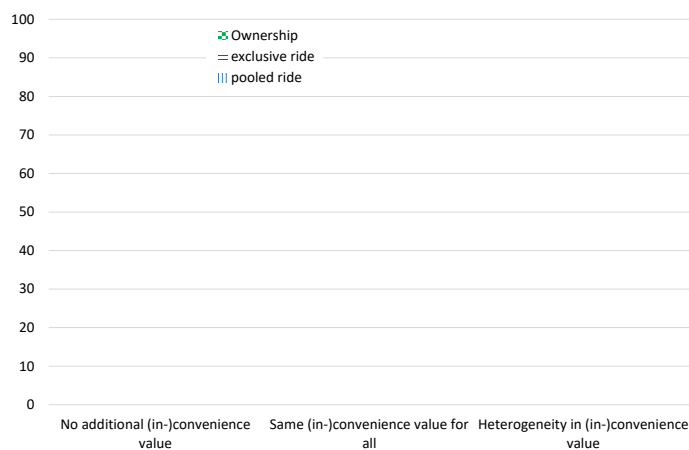 100
Ownership
exclusive ride
90
pooled ride
80
70
60
50
40
30
20
10
0
No additional (in-)convenience
value
Same (in-)convenience value for
all
Heterogeneity in (in-)convenience
value